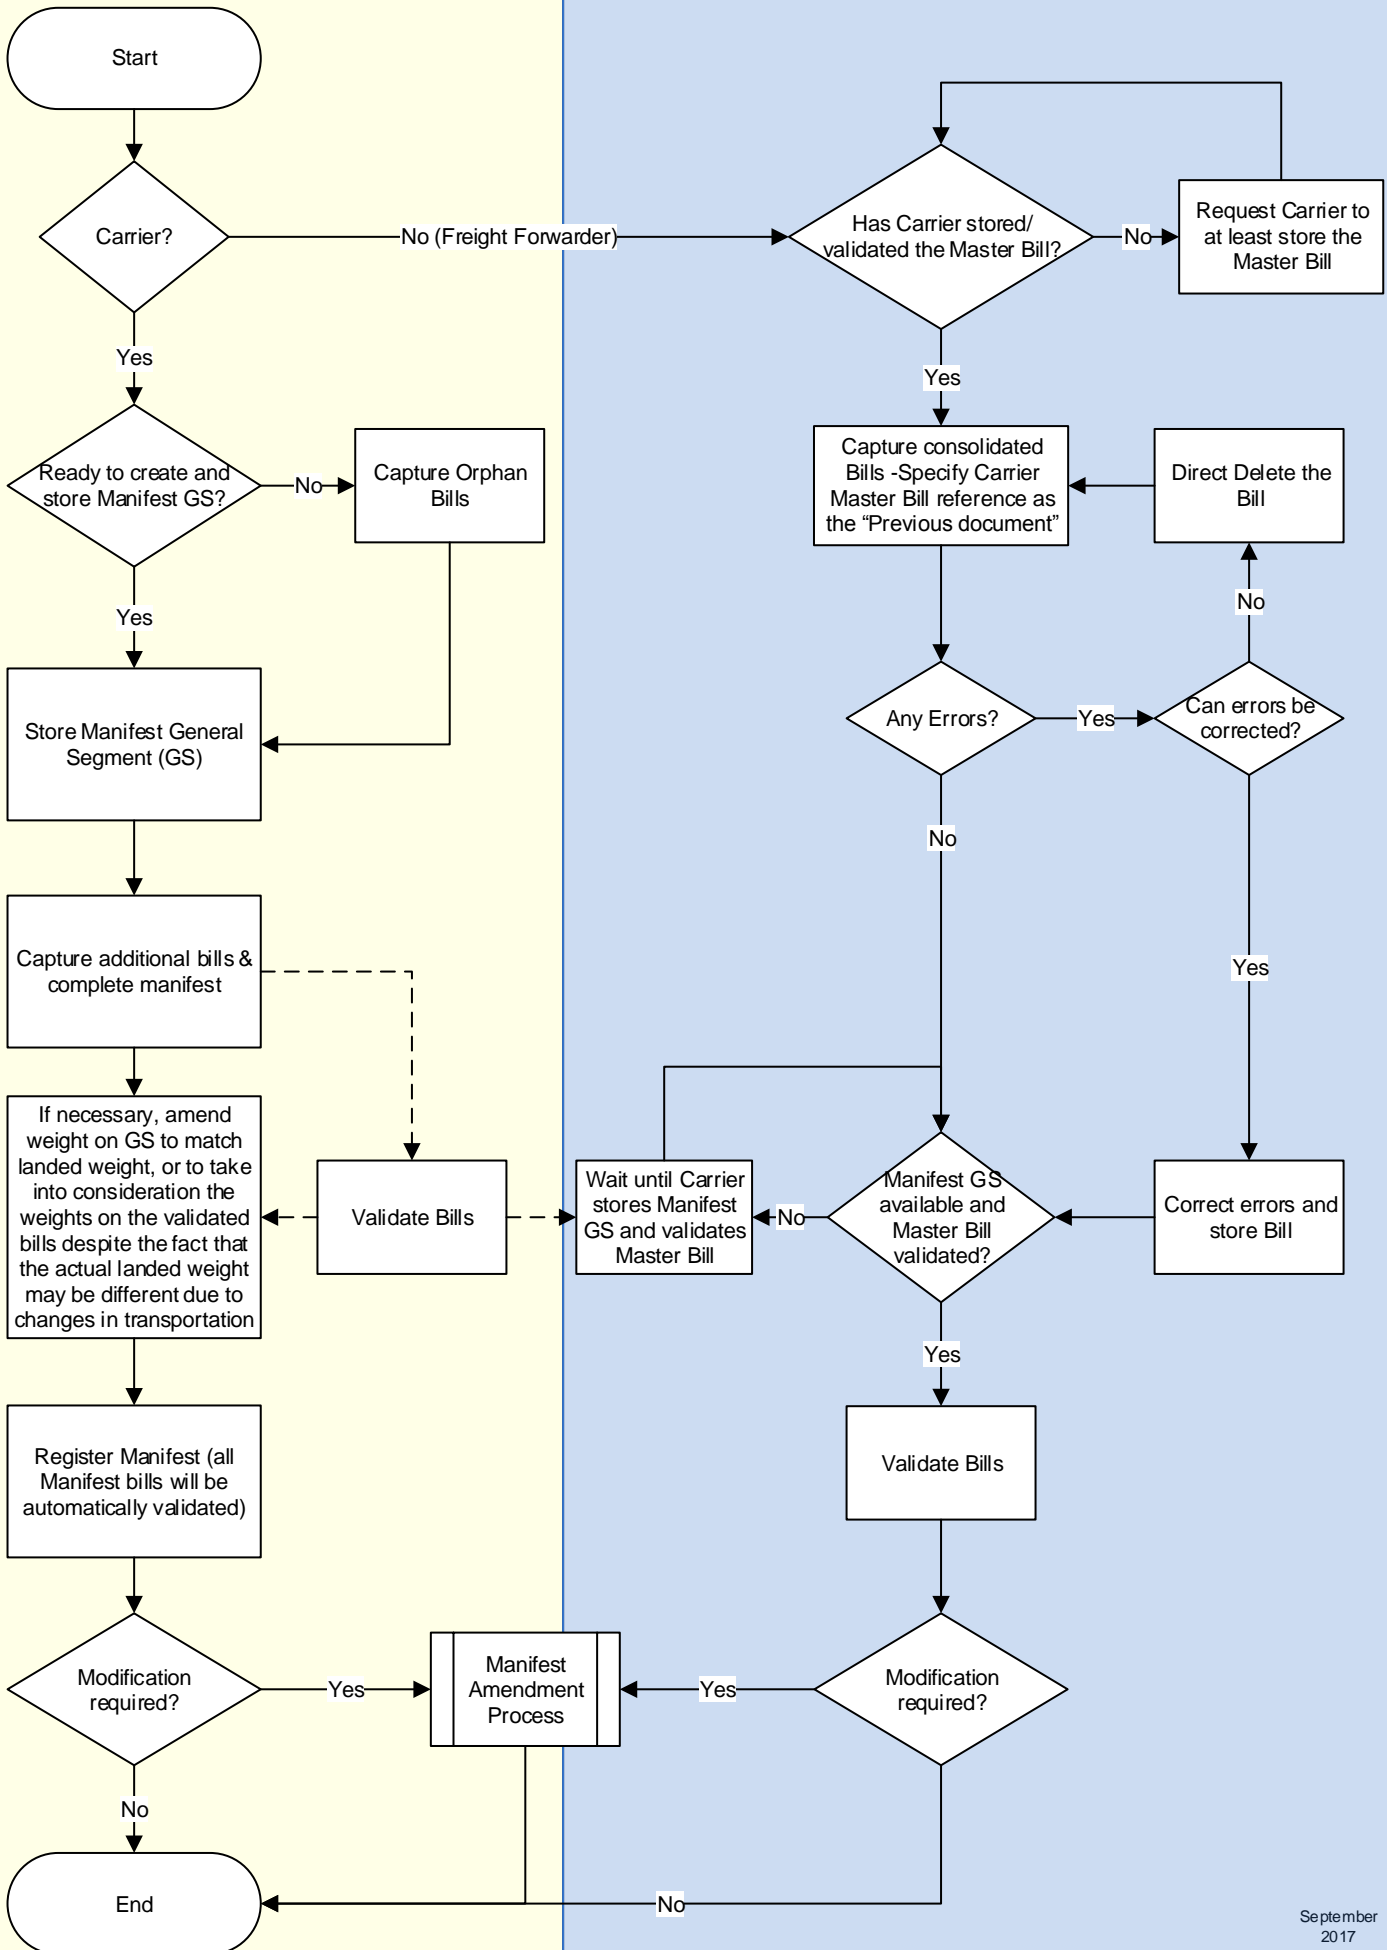 Start
Carrier?
No (Freight Forwarder)
Has Carrier stored/
validated the Master Bill?
No
Request Carrier to
at least store the
Master Bill
Yes
Yes
Ready to create and
store Manifest GS?
No
Capture Orphan
Bills
Capture consolidated
Bills -Specify Carrier
Master Bill reference as
the “Previous document”
Direct Delete the
Bill
No
Yes
Store Manifest General
Segment (GS)
Any Errors?
Yes
Can errors be
corrected?
No
Capture additional bills &
complete manifest
Yes
If necessary, amend
weight on GS to match
landed weight, or to take
into consideration the
weights on the validated
bills despite the fact that
the actual landed weight
may be different due to
changes in transportation
Validate Bills
Wait until Carrier
stores Manifest
GS and validates
Master Bill
No
Manifest GS
available and
Master Bill
validated?
Correct errors and
store Bill
Yes
Register Manifest (all
Manifest bills will be
automatically validated)
Validate Bills
Modification
required?
Yes
Manifest
Amendment
Process
Yes
Modification
required?
No
End
No
September
2017